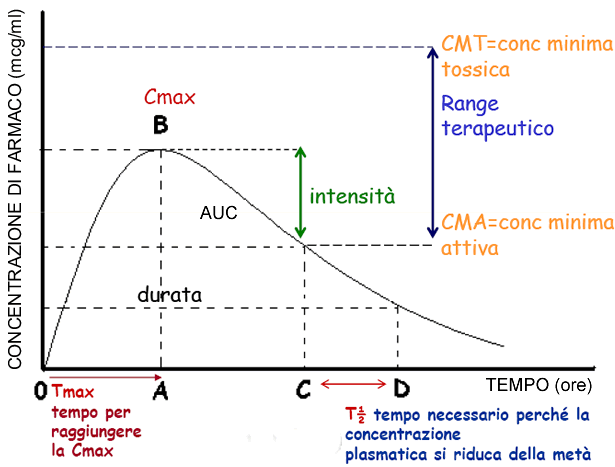 CONCENTRAZIONE DI FARMACO (mcg/ml)
CMT=conc minima
tossica
Cmax
B
Range
terapeutico
intensità
AUC
CMA=conc minima
attiva
durata
0
A
C
D
TEMPO (ore)
Tmax
tempo per
raggiungere
la Cmax
T½ tempo necessario perché la
concentrazione
plasmatica si riduca della metà